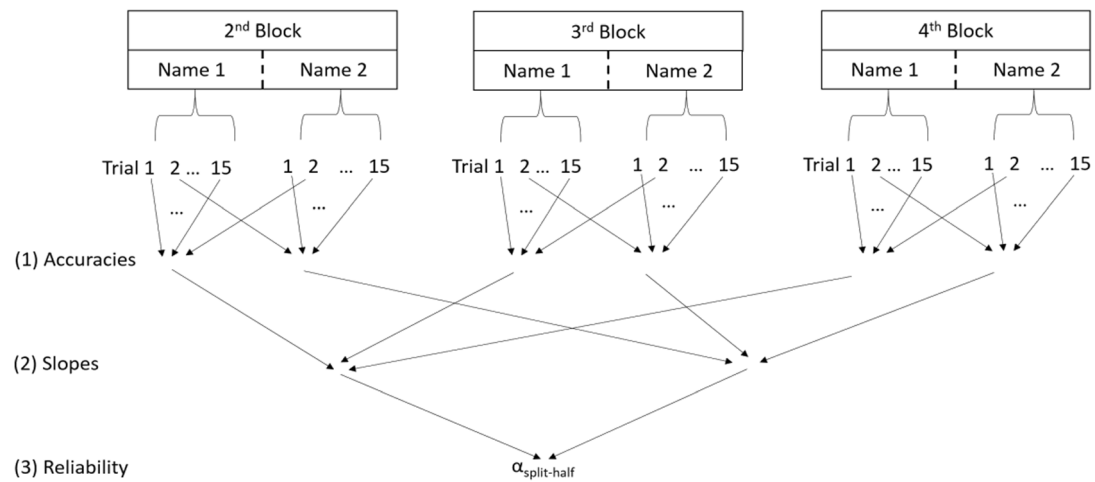 2nd Block 3rd Block 4th Block
Name 1 Name 2 Name 1 Name 2 Name 1 Name 2
Trial 1 2 ... 15 1 2 ... 15 Trial 1 2 ... 15 1 2 ... 15 Trial 1 2 ... 15 1 2 ... 15
... ... ... ... ... ...
(1) Accuracies
(2) Slopes
(3) Reliability αsplit-half